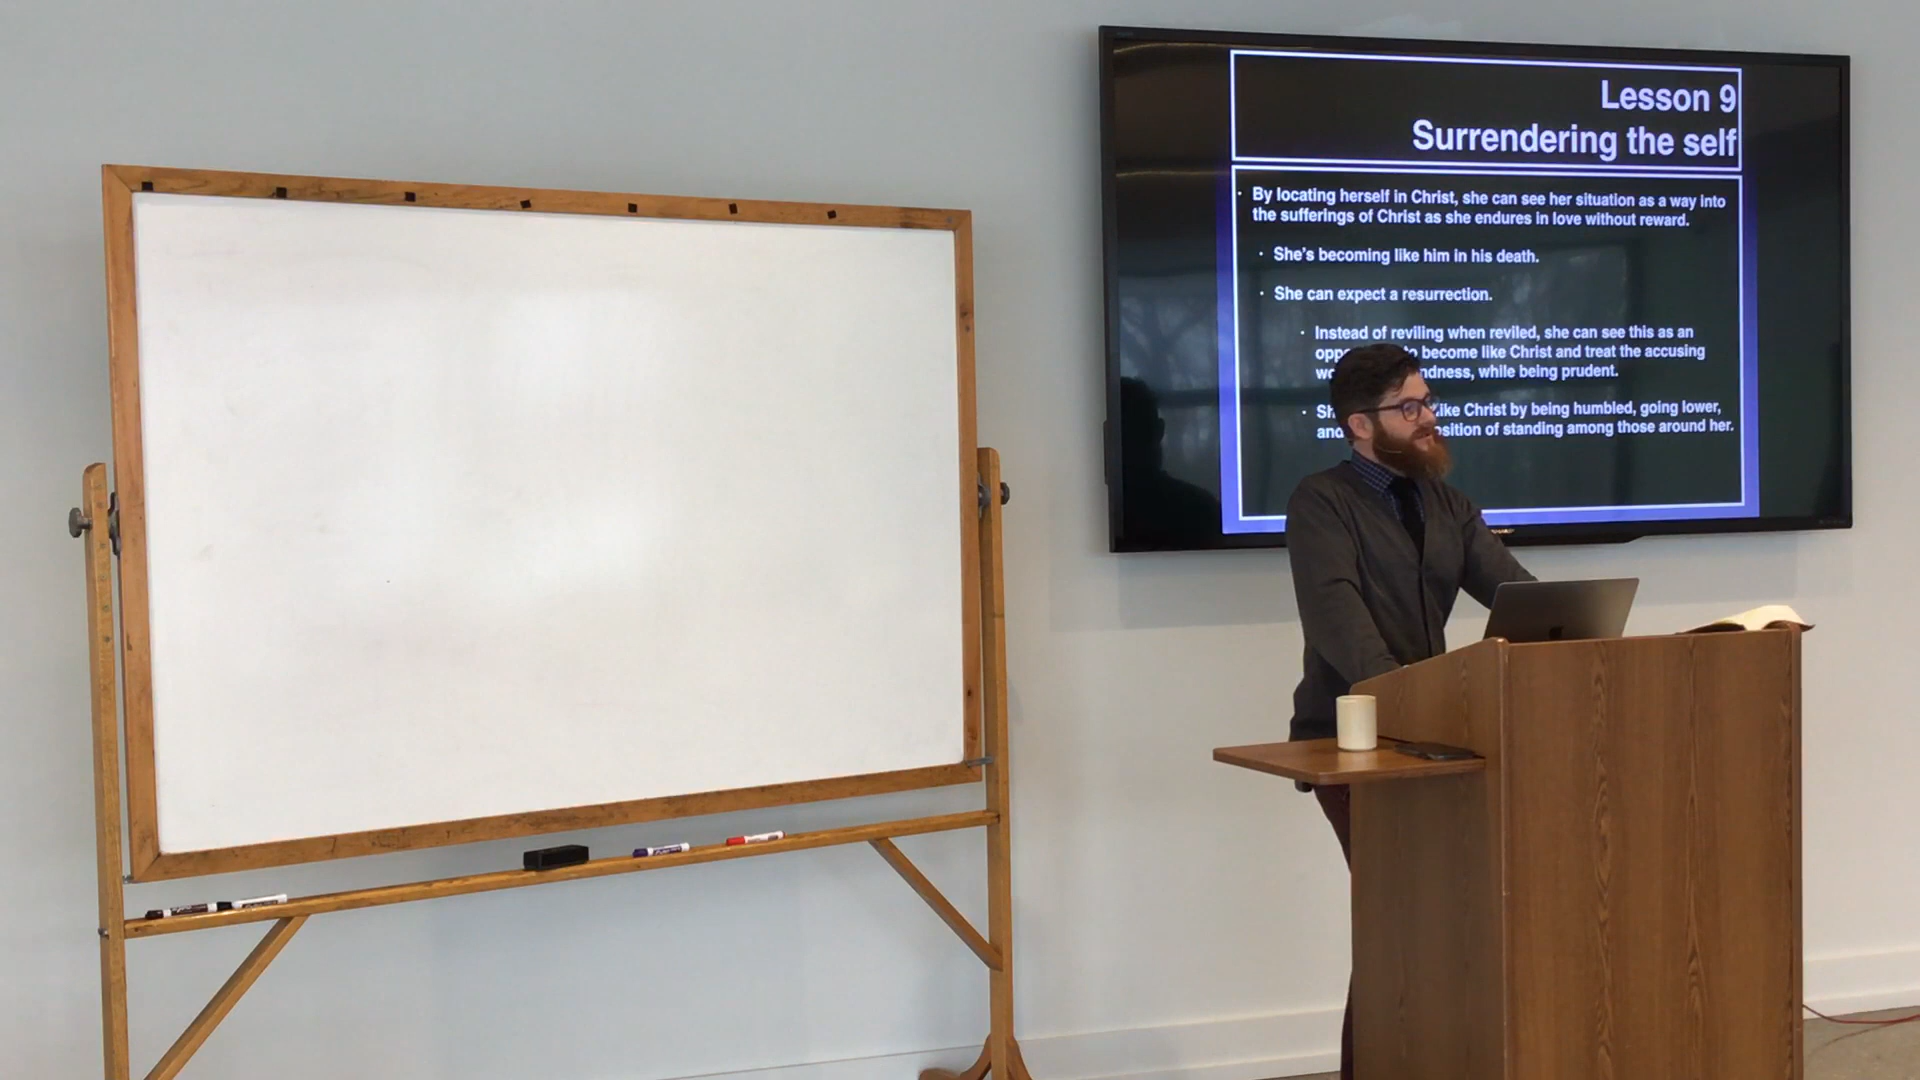 Lesson 9
Surrendering the self
· By locating herself in Christ, she can see her situation as a way into
the sufferings of Christ as she endures in love without reward.
· She's becoming like him in his death.
· She can expect a resurrection.
· Instead of reviling when reviled, she can see this as an
become like Christ and treat the accusing
while being prudent.
Christ by being humbled, going lower,
of standing among those around her.